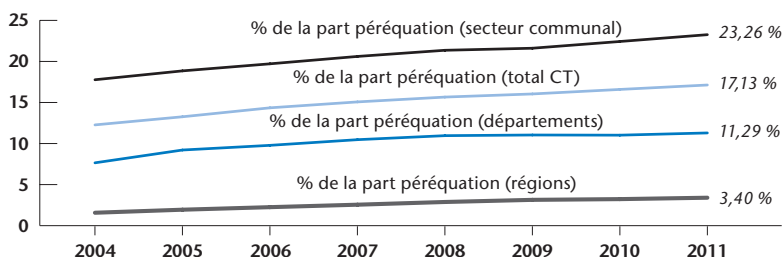 25
% de la part péréquation (secteur communal)
23,26 %
20
% de la part péréquation (total CT)
17,13 %
15
% de la part péréquation (départements)
11,29 %
10
5
% de la part péréquation (régions)
3,40 %
0
2004 2005 2006 2007 2008 2009 2010 2011